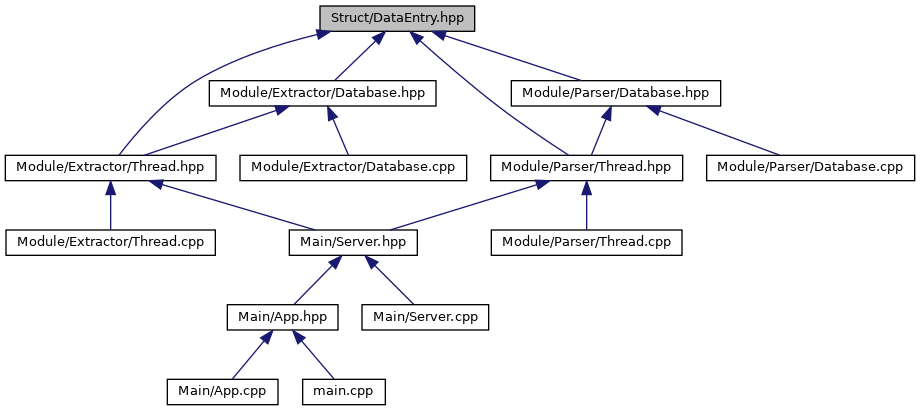 Struct/DataEntry.hpp
Module/Extractor/Database.hpp
Module/Parser/Database.hpp
Module/Extractor/Thread.hpp
Module/Extractor/Database.cpp
Module/Parser/Thread.hpp
Module/Parser/Database.cpp
Module/Extractor/Thread.cpp
Main/Server.hpp
Module/Parser/Thread.cpp
Main/App.hpp
Main/Server.cpp
Main/App.cpp
main.cpp